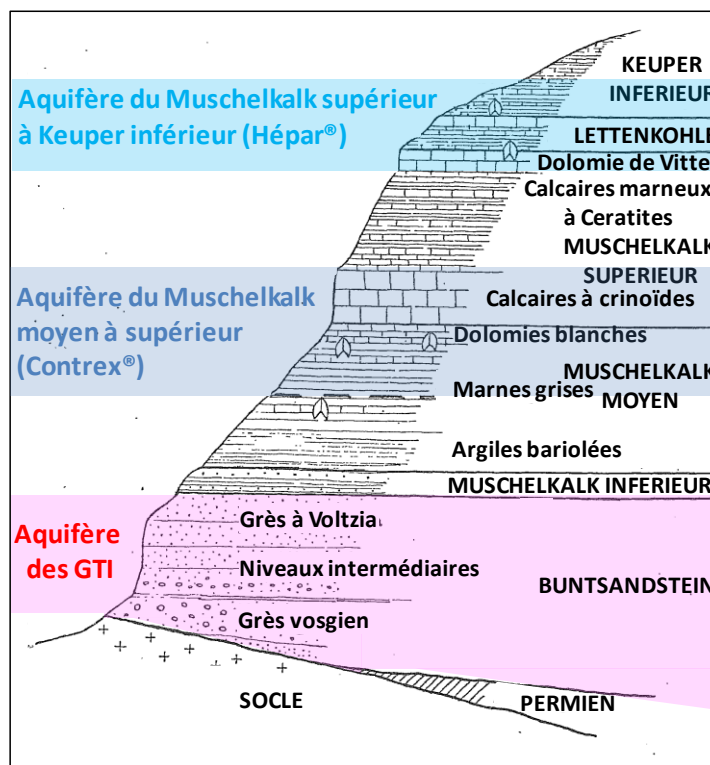 KEUPER
INFERIEUR
Aquifère du Muschelkalk supérieur
à Keuper inférieur (Hépar®)
LETTENKOHLE
Dolomie de Vitte
Calcaires marneux
à Ceratites
MUSCHELKALK
SUPERIEUR
Aquifère du Muschelkalk
moyen à supérieur
(Contrex®)
Calcaires à crinoïdes
Dolomies blanches
MUSCHELKALK
MOYEN
Marnes grises
Argiles bariolées
MUSCHELKALK INFERIEUR
Aquifère
des GTI
Grès à Voltzia
Niveaux intermédiaires
BUNTSANDSTEIN
Grès vosgien
SOCLE
PERMIEN